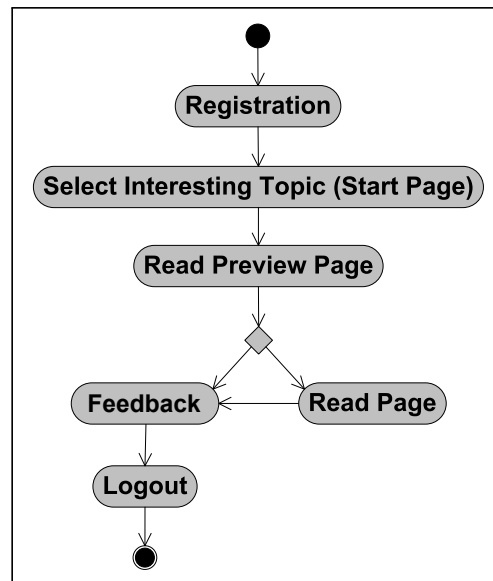 Registration
Select Interesting Topic (Start Page)
Read Preview Page
Feedback
Read Page
Logout